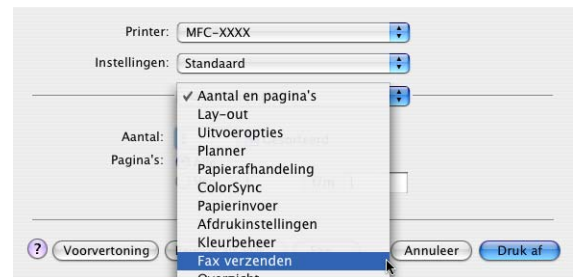 Printer: MFC-XXXX
Instellingen: Standaard
✓ Aantal en pagina's
Lay-out
Uitvoeropties
Aantal:
Planner
Pagina's:
Papierafhandeling
ColorSync
Papierinvoer
Afdrukinstellingen
Kleurbeheer
? Voorvertoning Annuleer Druk af
Fax verzenden
Overzicht